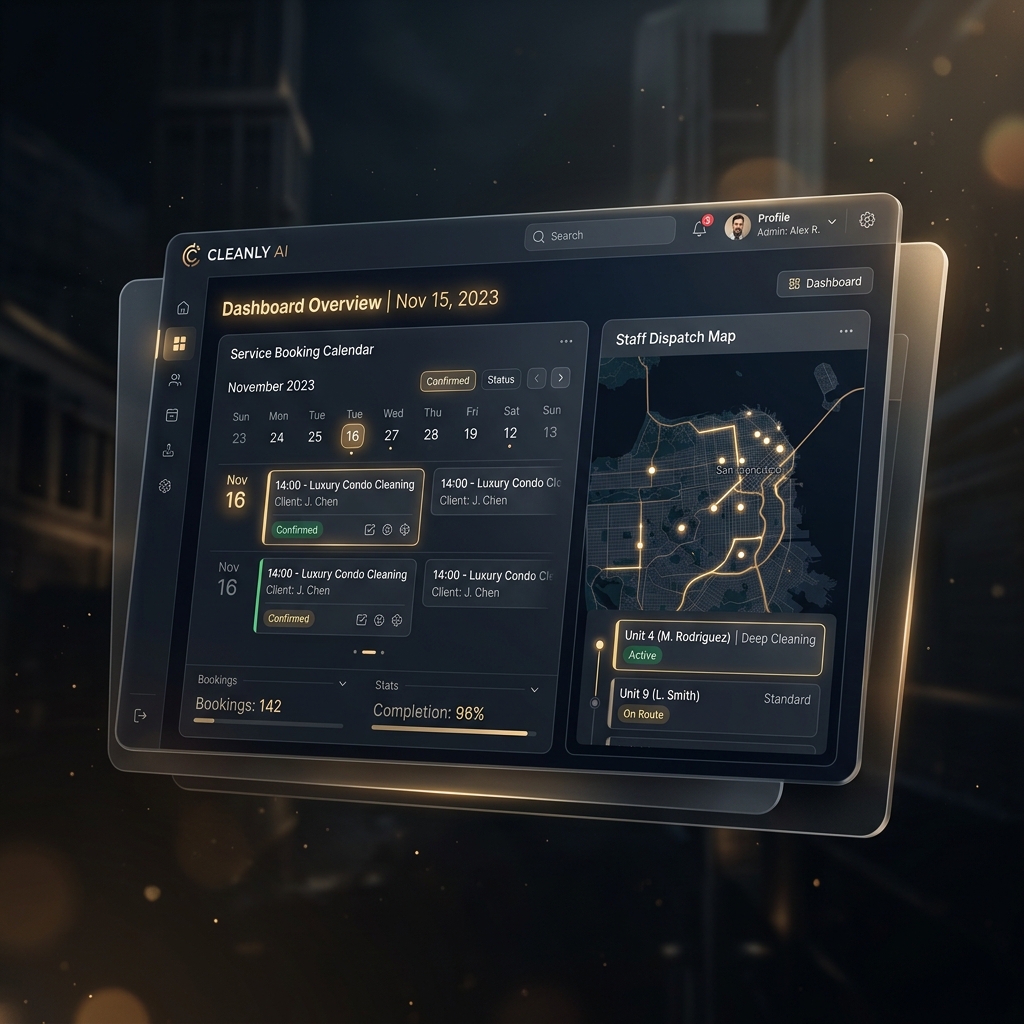 CLEANLY AI
Search
3
Profile
Admin: Alex R.
Dashboard
Dashboard Overview | Nov 15, 2023
Service Booking Calendar
November 2023
Confirmed
Status
Sun Mon Tue Tue Wed Thu Fri Sat Sun
23 24 25 16 27 28 19 12 13
Nov
16
14:00 - Luxury Condo Cleaning
Client: J. Chen
Confirmed
14:00 - Luxury Condo Clc
Client: J. Chen
Nov
16
14:00 - Luxury Condo Cleaning
Client: J. Chen
Confirmed
14:00 - Luxury Condo Cle
Client: J. Chen
Bookings
Bookings: 142
Stats
Completion: 96%
Staff Dispatch Map
Unit 4 (M. Rodriguez) | Deep Cleaning
Active
Unit 9 (L. Smith)
Standard
On Route